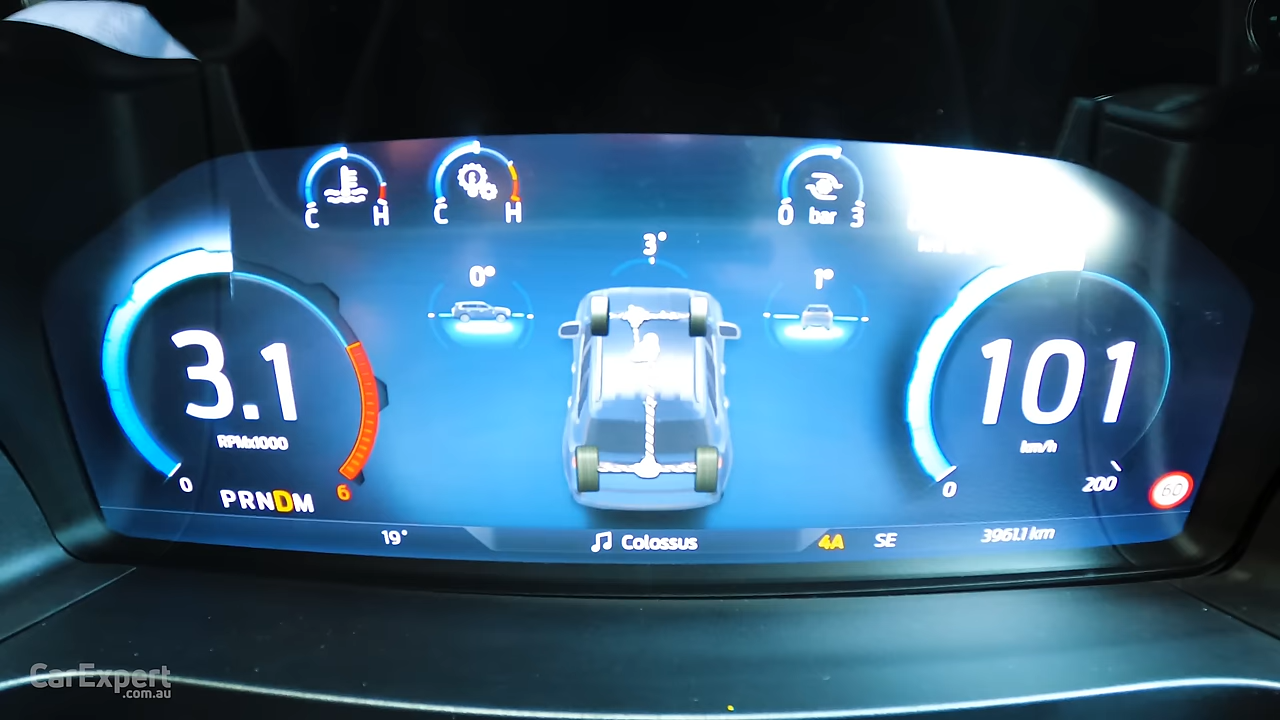 C H
C H
0 bar 3
3°
0°
1°
3.1
RPMx1000
0
6
PRNDM
101
km/h
0
200
60
19°
Colossus
4A
SE
3961.1 km
CarExpert
.com.au